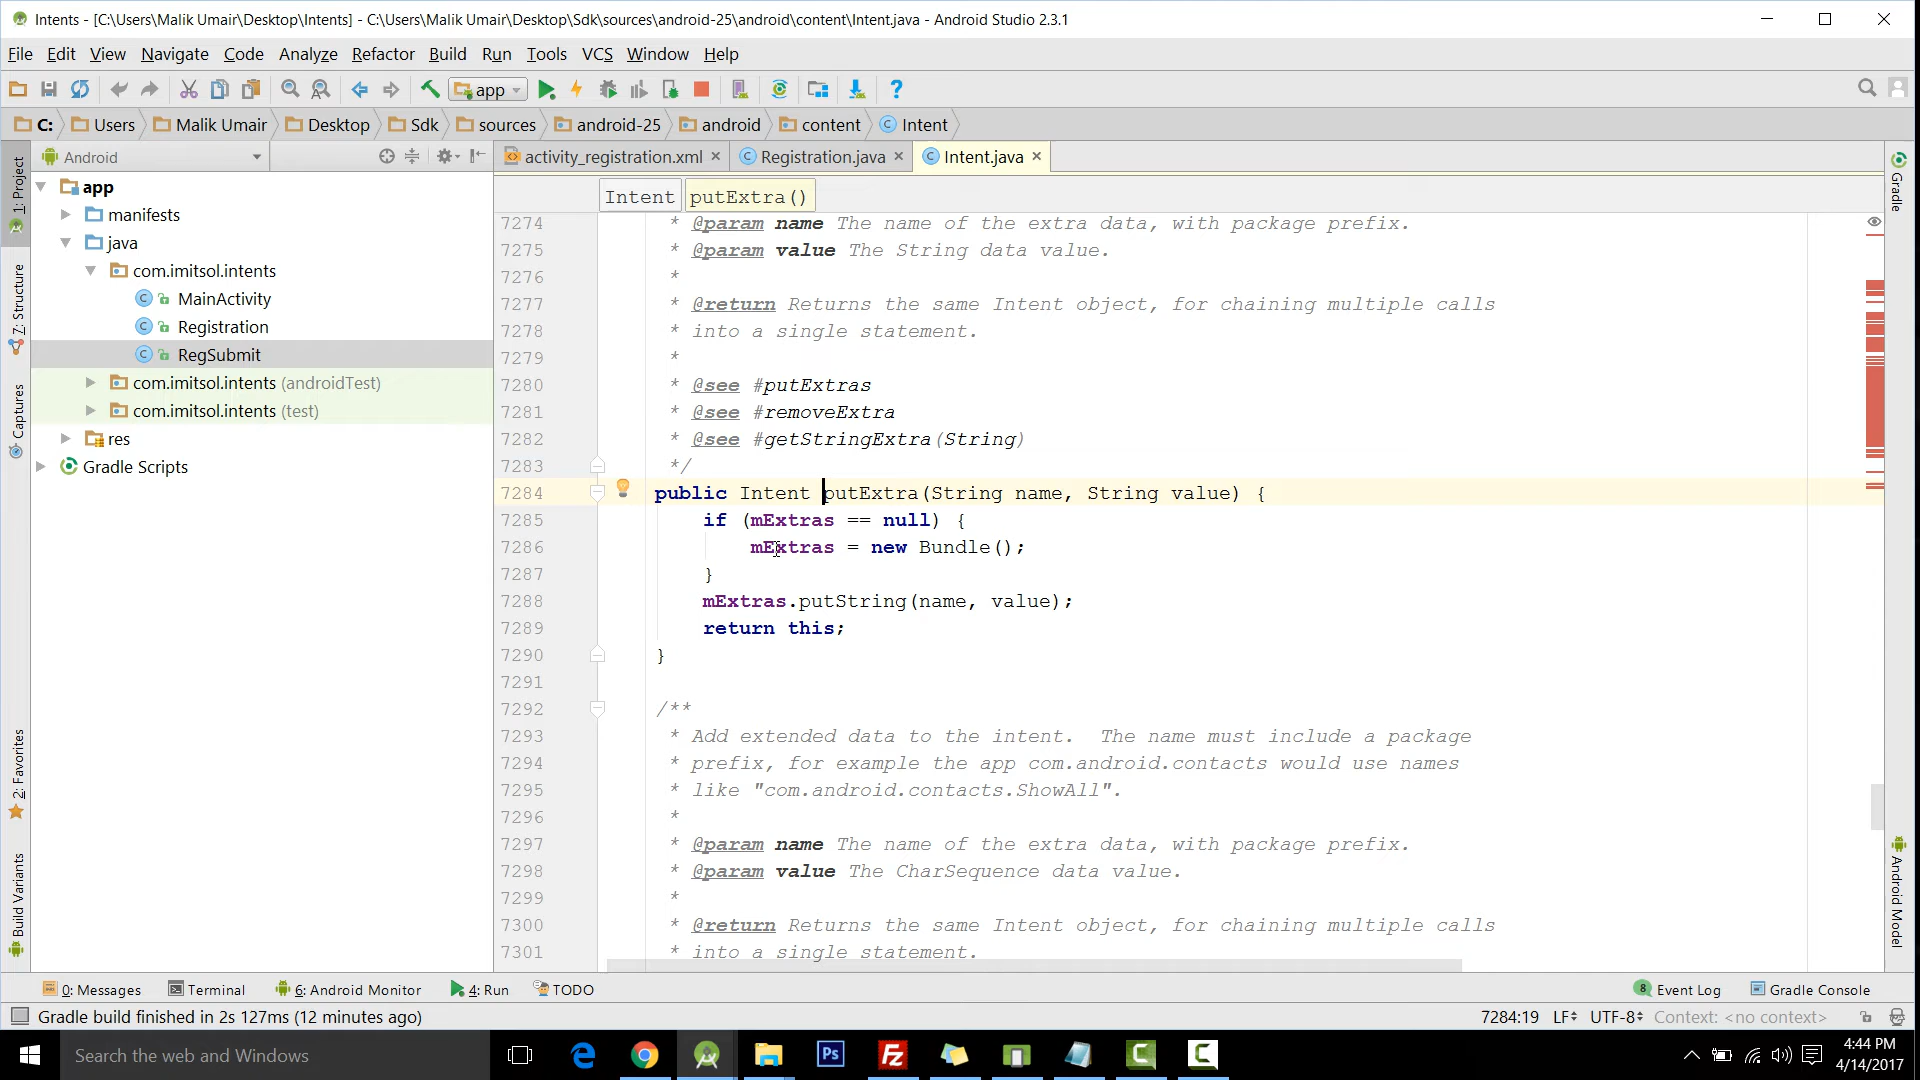 Intents - [C:\Users\Malik Umair\Desktop\Intents] - C:\Users\Malik Umair\Desktop\Sdk\sources\android-25\android\content\Intent.java - Android Studio 2.3.1
File Edit View Navigate Code Analyze Refactor Build Run Tools VCS Window Help
app
C: Users Malik Umair Desktop Sdk sources android-25 android content Intent
Android
activity_registration.xml Registration.java Intent.java
Intent putExtra()
1: Project
7: Structure
Captures
2: Favorites
Build Variants
app
manifests
java
com.imitsol.intents
MainActivity
Registration
RegSubmit
com.imitsol.intents (androidTest)
com.imitsol.intents (test)
res
Gradle Scripts
7274 * @param name The name of the extra data, with package prefix.
7275 * @param value The String data value.
7276 *
7277 * @return Returns the same Intent object, for chaining multiple calls
7278 * into a single statement.
7279 *
7280 * @see #putExtras
7281 * @see #removeExtra
7282 * @see #getStringExtra(String)
7283 */
7284 public Intent putExtra(String name, String value) {
7285 if (mExtras == null) {
7286 mExtras = new Bundle();
7287 }
7288 mExtras.putString(name, value);
7289 return this;
7290 }
7291
7292 /**
7293 * Add extended data to the intent.  The name must include a package
7294 * prefix, for example the app com.android.contacts would use names
7295 * like "com.android.contacts.ShowAll".
7296 *
7297 * @param name The name of the extra data, with package prefix.
7298 * @param value The CharSequence data value.
7299 *
7300 * @return Returns the same Intent object, for chaining multiple calls
7301 * into a single statement.
Gradle
Android Model
0: Messages Terminal 6: Android Monitor 4: Run TODO 8 Event Log Gradle Console
Gradle build finished in 2s 127ms (12 minutes ago) 7284:19 LF UTF-8 Context: <no context>
Search the web and Windows
Ps
4:44 PM
4/14/2017